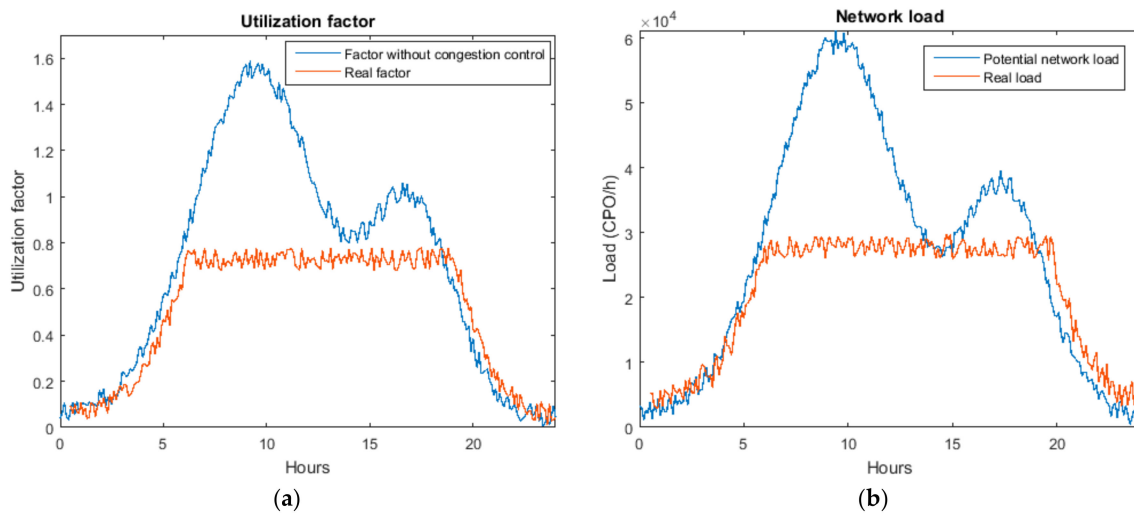 Utilization factor
Factor without congestion control
Real factor
Utilization factor
1.6
1.4
1.2
1
0.8
0.6
0.4
0.2
0
0
5
10
15
20
Hours
(a)
Network load
×10⁴
Potential network load
Real load
Load (CPO/h)
6
5
4
3
2
1
0
0
5
10
15
20
Hours
(b)